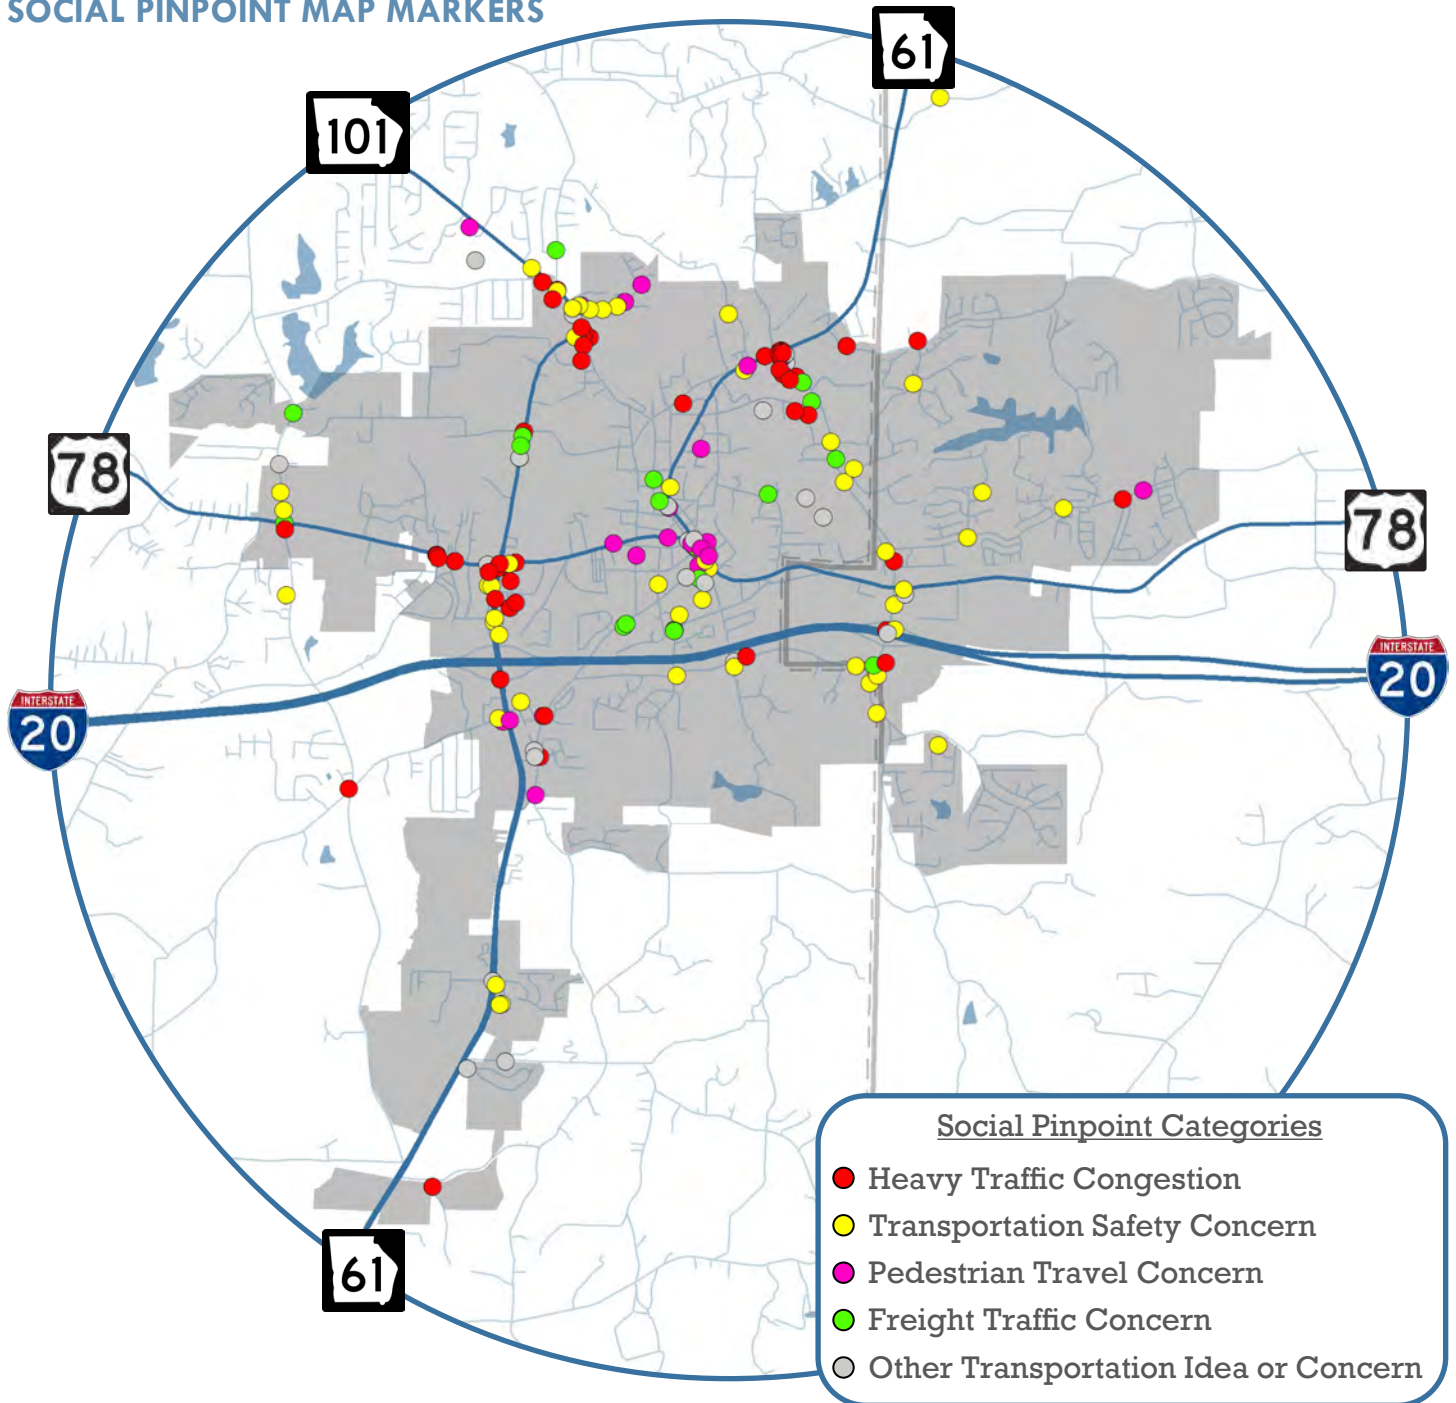 SOCIAL PINPOINT MAP MARKERS
61
101
78
78
INTERSTATE
20
INTERSTATE
20
61
Social Pinpoint Categories
Heavy Traffic Congestion
Transportation Safety Concern
Pedestrian Travel Concern
Freight Traffic Concern
Other Transportation Idea or Concern